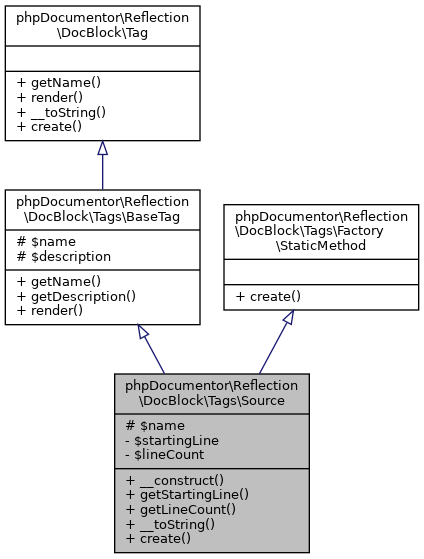 phpDocumentor\Reflection
\DocBlock\Tag
+ getName()
+ render()
+ __toString()
+ create()
phpDocumentor\Reflection
\DocBlock\Tags\BaseTag
# $name
# $description
+ getName()
+ getDescription()
+ render()
phpDocumentor\Reflection
\DocBlock\Tags\Factory
\StaticMethod
+ create()
phpDocumentor\Reflection
\DocBlock\Tags\Source
# $name
- $startingLine
- $lineCount
+ __construct()
+ getStartingLine()
+ getLineCount()
+ __toString()
+ create()